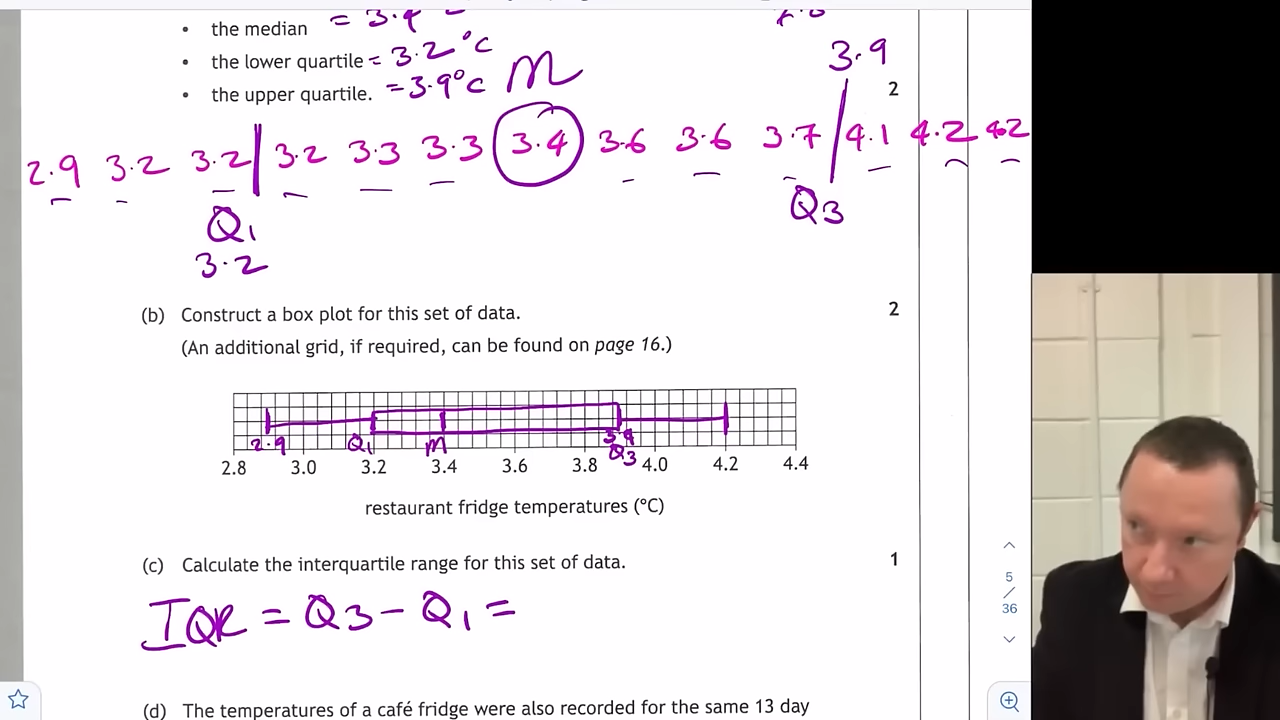 • the median = 3.4
• the lower quartile = 3.2 °C
• the upper quartile. = 3.9°C M
3.9
2
2.9 3.2 3.2 3.2 3.3 3.3 3.4 3.6 3.6 3.7 4.1 4.2 4.2
Q1 Q3
3.2
(b) Construct a box plot for this set of data. 2
(An additional grid, if required, can be found on page 16.)
2.9 Q1 M 3.9 Q3
2.8 3.0 3.2 3.4 3.6 3.8 4.0 4.2 4.4
restaurant fridge temperatures (°C)
(c) Calculate the interquartile range for this set of data. 1
IQR = Q3 - Q1 =
5
/
36
(d) The temperatures of a café fridge were also recorded for the same 13 day